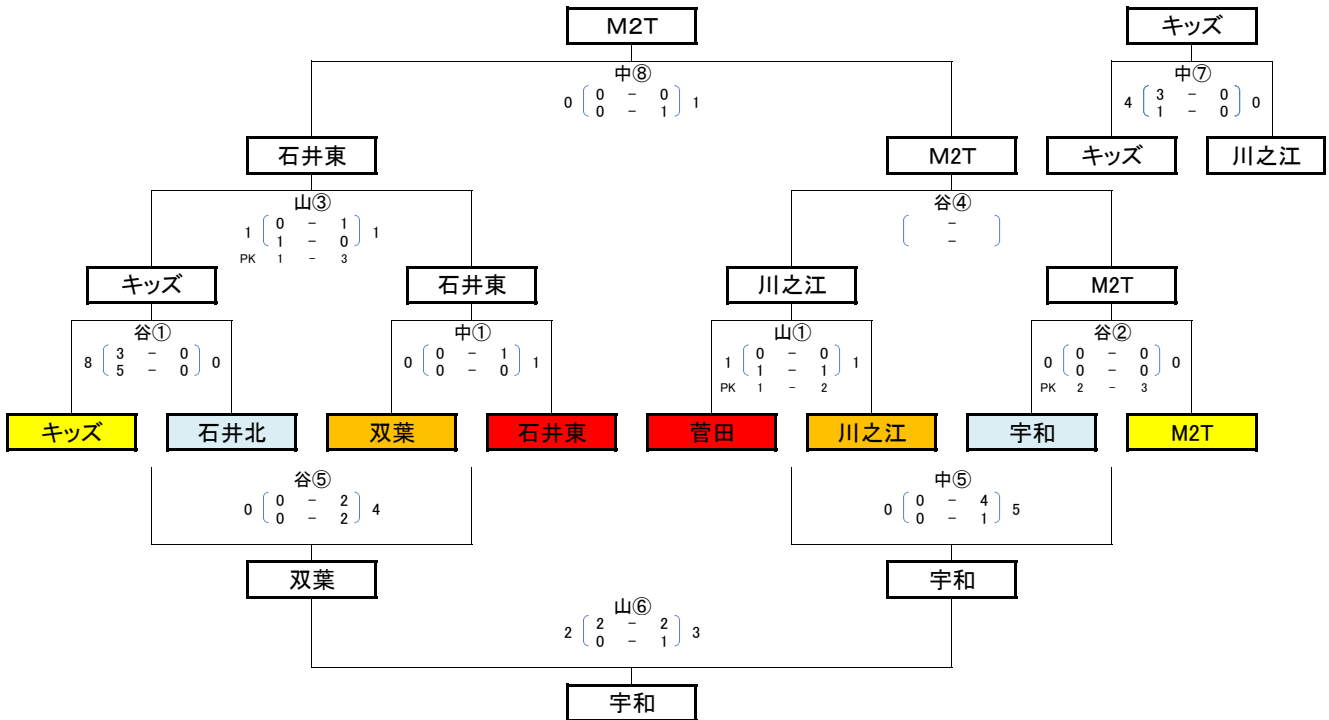 M2T キッズ
中⑧ 中⑦
0 0 - 0 1 4 3 - 0 0
0 - 1 1 - 0
石井東 M2T キッズ 川之江
山③ 谷④
1 0 - 1 1 -
1 - 0 -
PK 1 - 3
キッズ 石井東 川之江 M2T
谷① 中① 山① 谷②
8 3 - 0 0 0 0 - 1 1 1 0 - 0 1 0 0 - 0 0
5 - 0 0 - 0 1 - 1 0 - 0
PK 1 - 2 PK 2 - 3
キッズ 石井北 双葉 石井東 菅田 川之江 宇和 M2T
谷⑤ 中⑤
0 0 - 2 4 0 0 - 4 5
0 - 2 0 - 1
双葉 宇和
山⑥
2 2 - 2 3
0 - 1
宇和